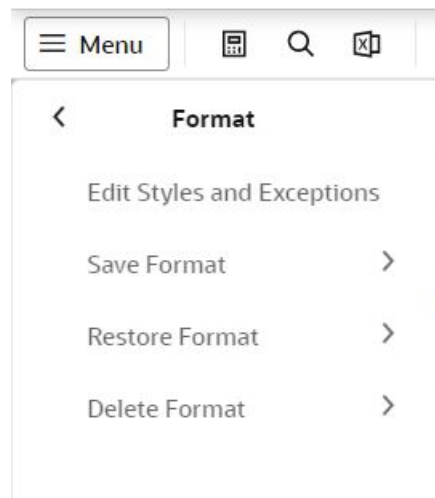 Menu
Format
Edit Styles and Exceptions
Save Format
Restore Format
Delete Format